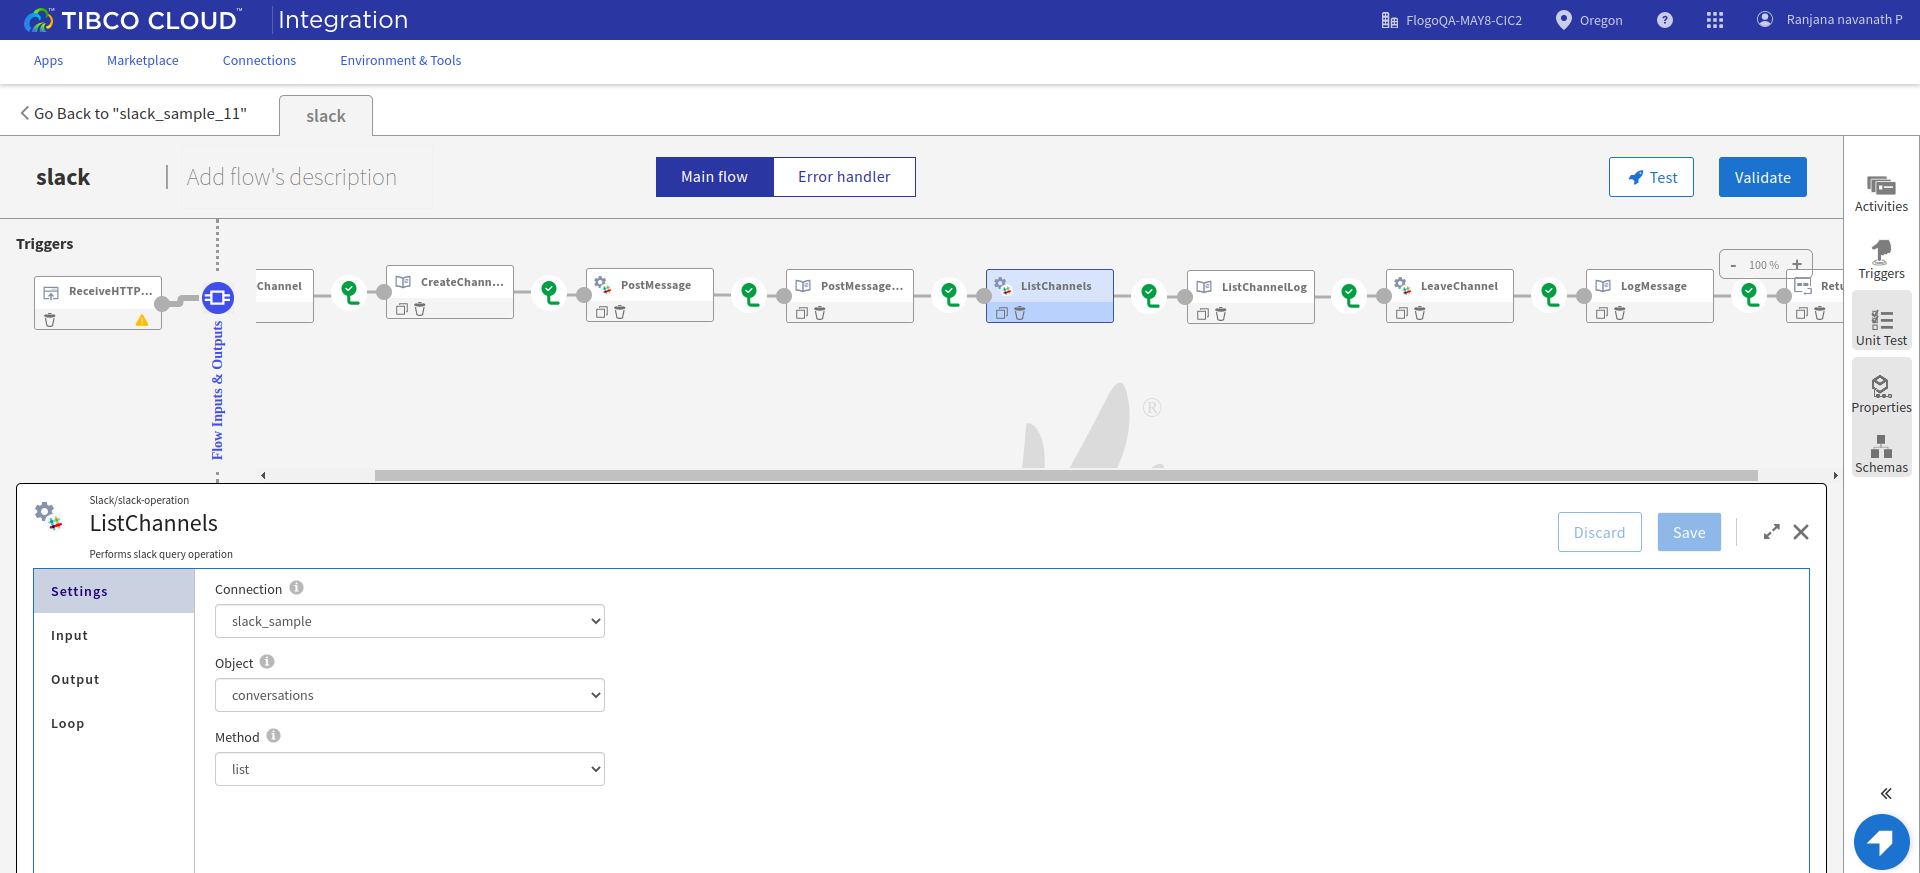 TIBCO CLOUD™ Integration
FlogoQA-MAY8-CIC2
Oregon
?
Ranjana navanath P
Apps
Marketplace
Connections
Environment & Tools
Go Back to "slack_sample_11"
slack
slack
Add flow's description
Main flow
Error handler
Test
Validate
Activities
Triggers
Unit Test
Properties
Schemas
Triggers
ReceiveHTTP...
Flow Inputs & Outputs
Channel
CreateChann...
PostMessage
PostMessage...
ListChannels
ListChannelLog
LeaveChannel
LogMessage
Retu
- 100 % +
®
Slack/slack-operation
ListChannels
Performs slack query operation
Discard
Save
Settings
Input
Output
Loop
Connection
slack_sample
Object
conversations
Method
list